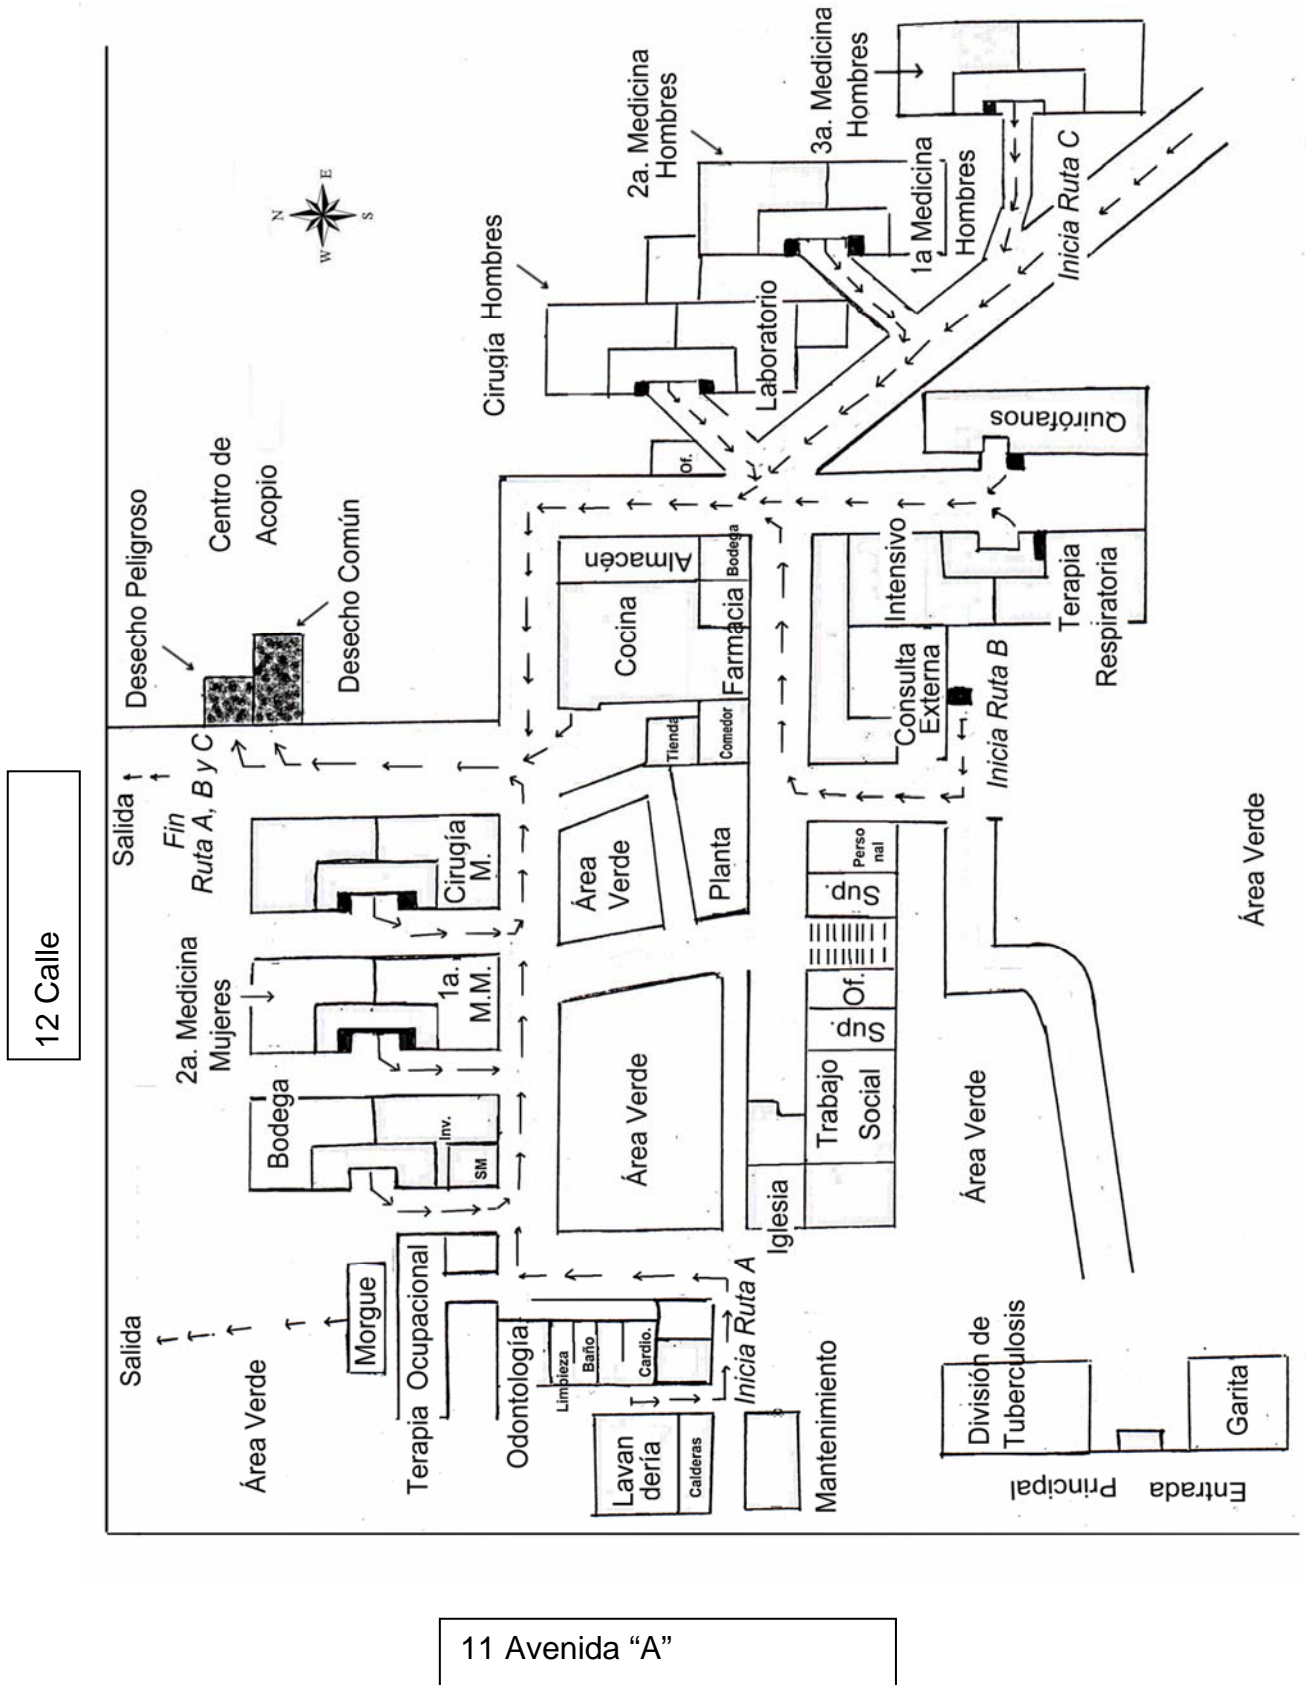 12 Calle
11 Avenida “A”
Salida
Fin
Ruta A, B y C
Desecho Peligroso
Centro de
Acopio
Desecho Común
N
E
S
W
Cirugía Hombres
2a. Medicina
Hombres
3a. Medicina
Hombres
1a Medicina
Hombres
Inicia Ruta C
Laboratorio
Of.
Quirófanos
Almacén
Bodega
Cocina
Farmacia
Tienda
Comedor
Intensivo
Terapia
Respiratoria
Consulta
Externa
Inicia Ruta B
Cirugía
M.
2a. Medicina
Mujeres
1a.
M.M.
Bodega
Inv.
SM
Área
Verde
Planta
Perso
nal
Sup.
Of.
Sup.
Trabajo
Social
Iglesia
Área Verde
Área Verde
Área Verde
Salida
Área Verde
Morgue
Terapia Ocupacional
Odontología
Limpieza
Baño
Cardio.
Inicia Ruta A
Lavan
dería
Calderas
Mantenimiento
División de
Tuberculosis
Garita
Entrada
Principal